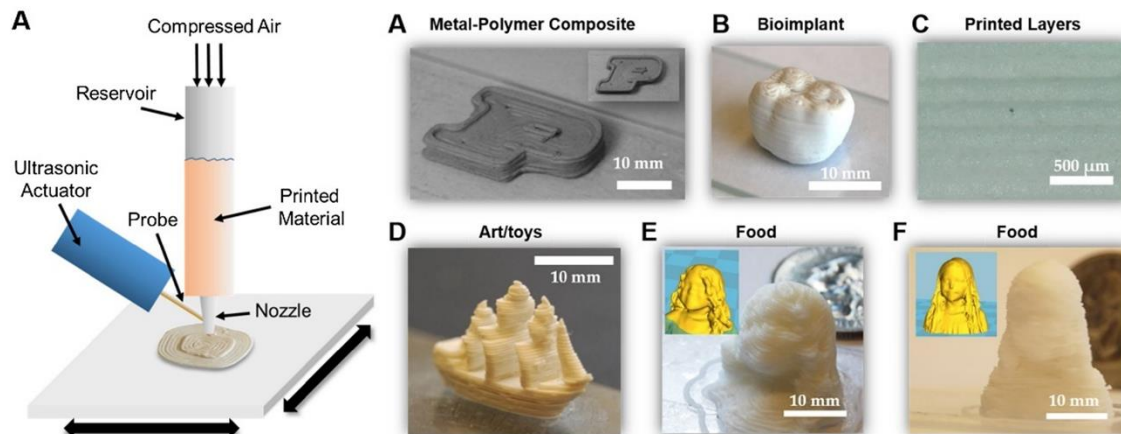 A
Compressed Air
Reservoir
Ultrasonic
Actuator
Probe
Printed
Material
Nozzle
A Metal-Polymer Composite
10 mm
B Bioimplant
10 mm
C Printed Layers
500 μm
D Art/toys
10 mm
E Food
10 mm
F Food
10 mm